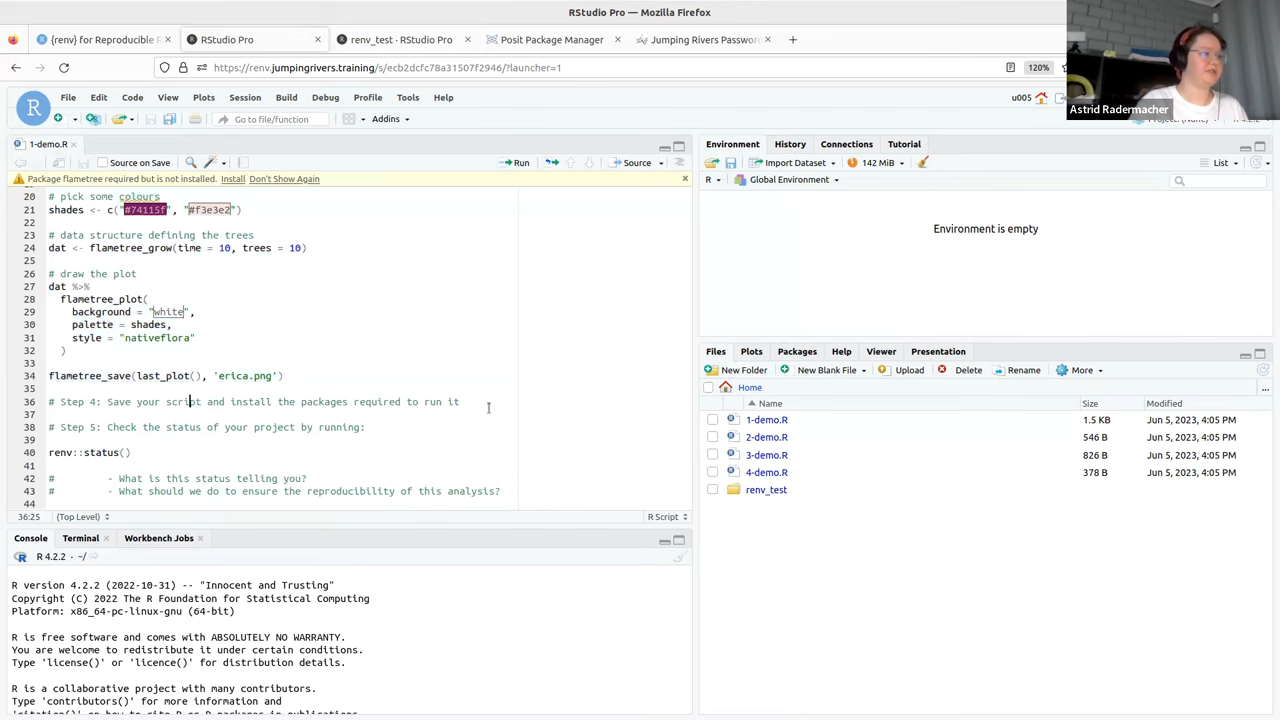 RStudio Pro — Mozilla Firefox
{renv} for Reproducible R
RStudio Pro
renv_test · RStudio Pro
Posit Package Manager
Jumping Rivers Password
https://renv.jumpingrivers.training/s/ecb2dcfc78a31507f2946/?launcher=1
120%
Astrid Radermacher
File Edit Code View Plots Session Build Debug Profile Tools Help
u005
Go to file/function
Addins
1-demo.R
Source on Save
Run
Source
Package flametree required but is not installed. Install Don't Show Again
20 # pick some colours
21 shades <- c("#74115f", "#f3e3e2")
22
23 # data structure defining the trees
24 dat <- flametree_grow(time = 10, trees = 10)
25
26 # draw the plot
27 dat %>%
28 flametree_plot(
29 background = "white",
30 palette = shades,
31 style = "nativeflora"
32 )
33
34 flametree_save(last_plot(), 'erica.png')
35
36 # Step 4: Save your script and install the packages required to run it
37
38 # Step 5: Check the status of your project by running:
39
40 renv::status()
41
42 # - What is this status telling you?
43 # - What should we do to ensure the reproducibility of this analysis?
44
36:25 (Top Level) R Script
Console Terminal Workbench Jobs
R 4.2.2 · ~/
R version 4.2.2 (2022-10-31) -- "Innocent and Trusting"
Copyright (C) 2022 The R Foundation for Statistical Computing
Platform: x86_64-pc-linux-gnu (64-bit)
R is free software and comes with ABSOLUTELY NO WARRANTY.
You are welcome to redistribute it under certain conditions.
Type 'license()' or 'licence()' for distribution details.
R is a collaborative project with many contributors.
Type 'contributors()' for more information and
Environment History Connections Tutorial
Import Dataset
142 MiB
List
R Global Environment
Environment is empty
Files Plots Packages Help Viewer Presentation
New Folder New Blank File Upload Delete Rename More
Home
Name Size Modified
1-demo.R 1.5 KB Jun 5, 2023, 4:05 PM
2-demo.R 546 B Jun 5, 2023, 4:05 PM
3-demo.R 826 B Jun 5, 2023, 4:05 PM
4-demo.R 378 B Jun 5, 2023, 4:05 PM
renv_test